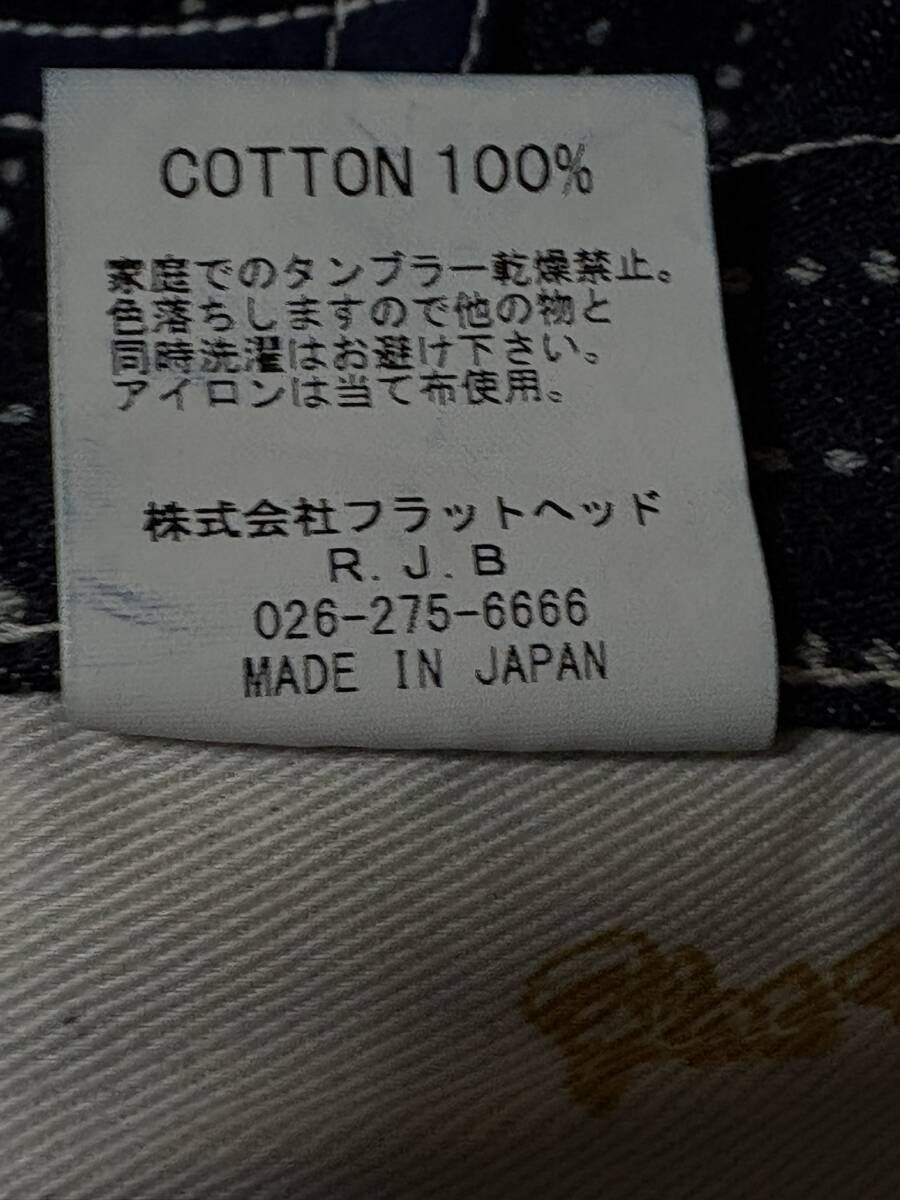 COTTON 100%
家庭でのタンブラー乾燥禁止。
色落ちしますので他の物と
同時洗濯はお避け下さい。
アイロンは当て布使用。
株式会社フラットヘッド
R.J.B
026-275-6666
MADE IN JAPAN